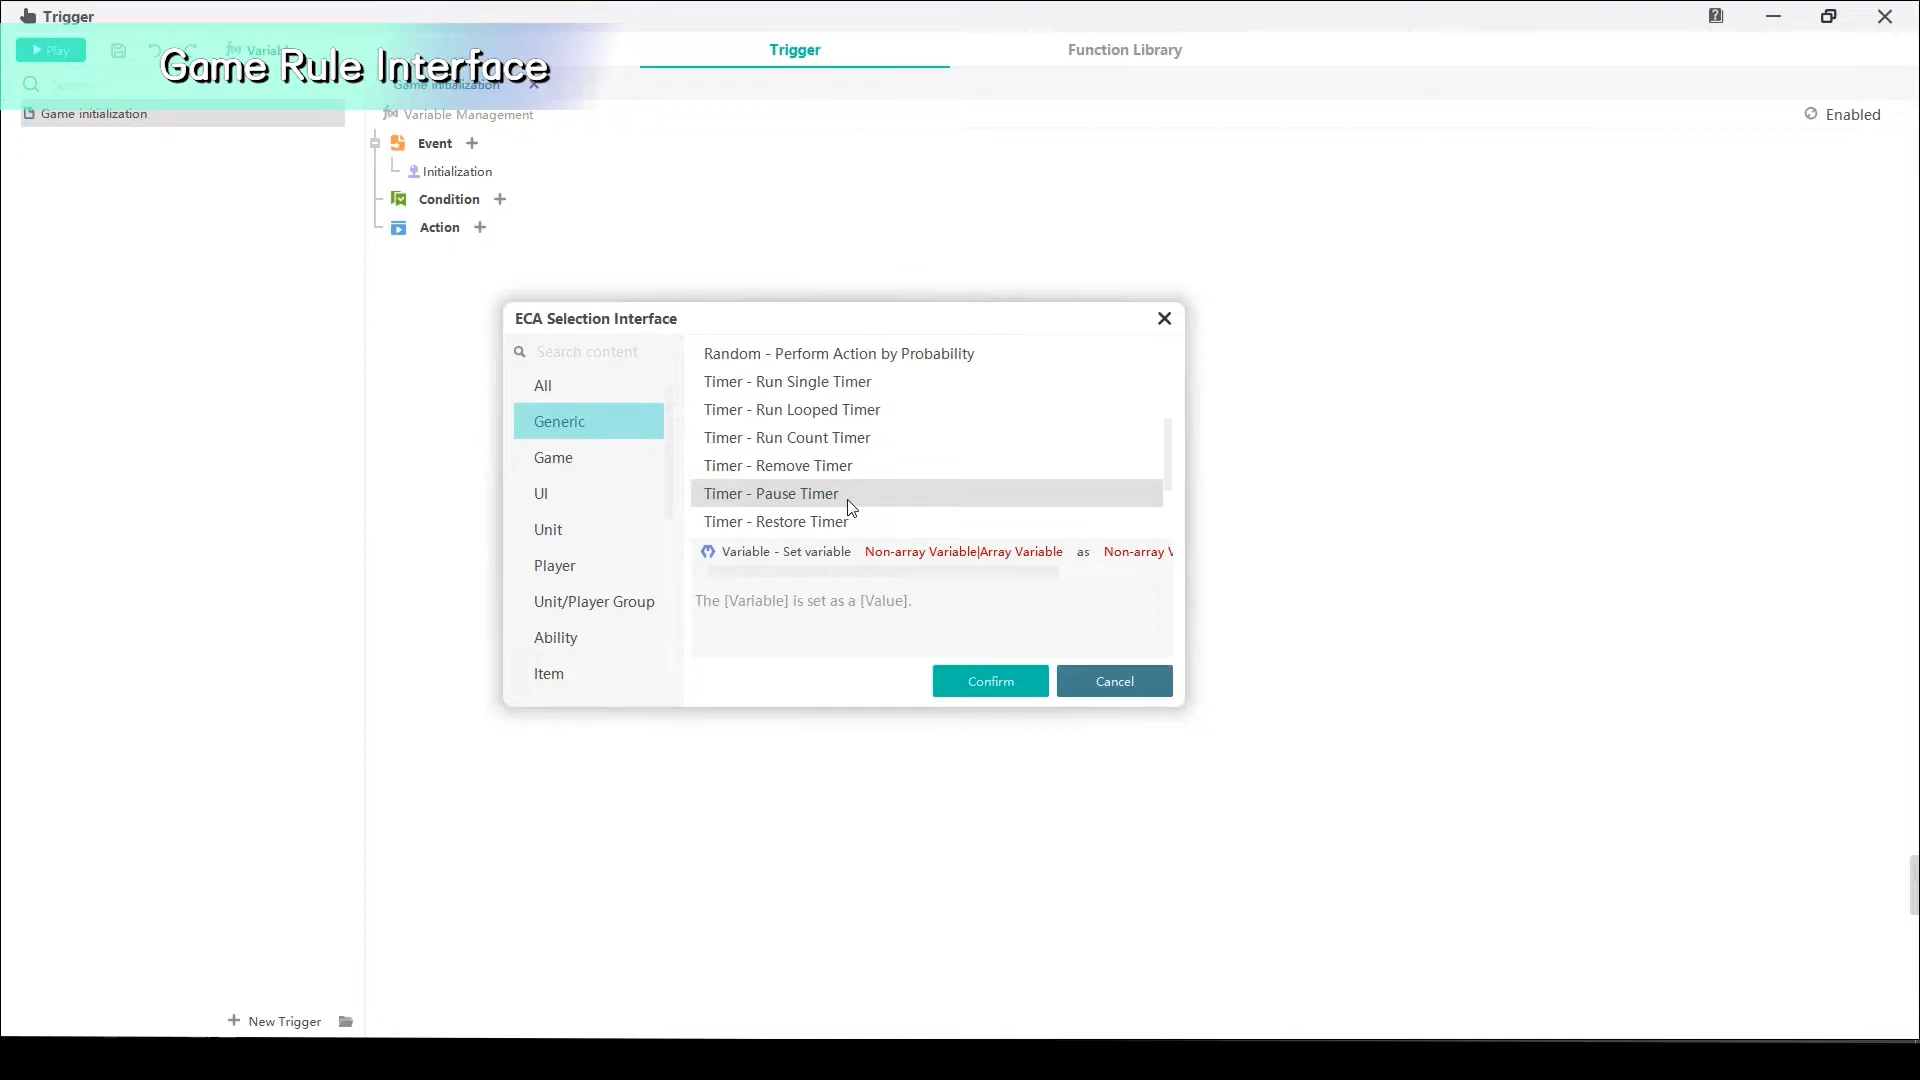 Trigger
Play
Game Rule Interface
Trigger
Function Library
Game initialization
Game initialization
Variable Management
Enabled
Event
Initialization
Condition
Action
ECA Selection Interface
Search content
All
Generic
Game
UI
Unit
Player
Unit/Player Group
Ability
Item
Random - Perform Action by Probability
Timer - Run Single Timer
Timer - Run Looped Timer
Timer - Run Count Timer
Timer - Remove Timer
Timer - Pause Timer
Timer - Restore Timer
Variable - Set variable Non-array Variable|Array Variable as Non-array V
The [Variable] is set as a [Value].
Confirm
Cancel
New Trigger